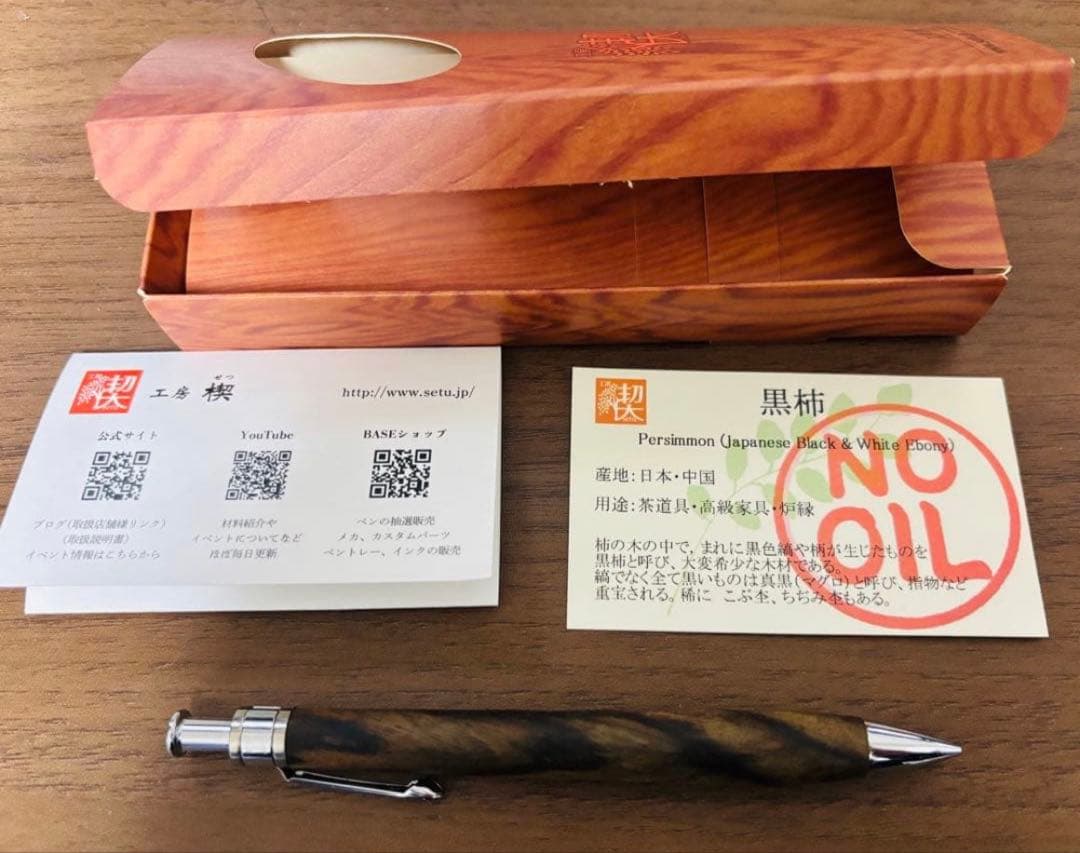 契
工房 楔
せつ
http://www.setu.jp/
公式サイト
YouTube
BASEショップ
ブログ(取扱店舗様リンク)
(取扱説明書)
イベント情報はこちらから
材料紹介や
イベントについてなど
ほぼ毎日更新
ペンの抽選販売
メカ、カスタムパーツ
ペントレー、インクの販売
契
黒柿
Persimmon (Japanese Black & White Ebony)
産地:日本・中国
用途:茶道具・高級家具・炉縁
柿の木の中で、まれに黒色縞や柄が生じたものを
黒柿と呼び、大変希少な木材である。
縞でなく全て黒いものは真黒(マグロ)と呼び、指物など
重宝される。稀に こぶ杢、ちぢみ杢もある。
NO
OIL